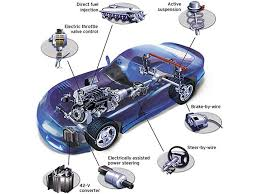 Direct fuel
injection
Active
suspension
Electric throttle
valve control
Brake-by-wire
Steer-by-wire
Electrically-assisted
power steering
42-V
converter